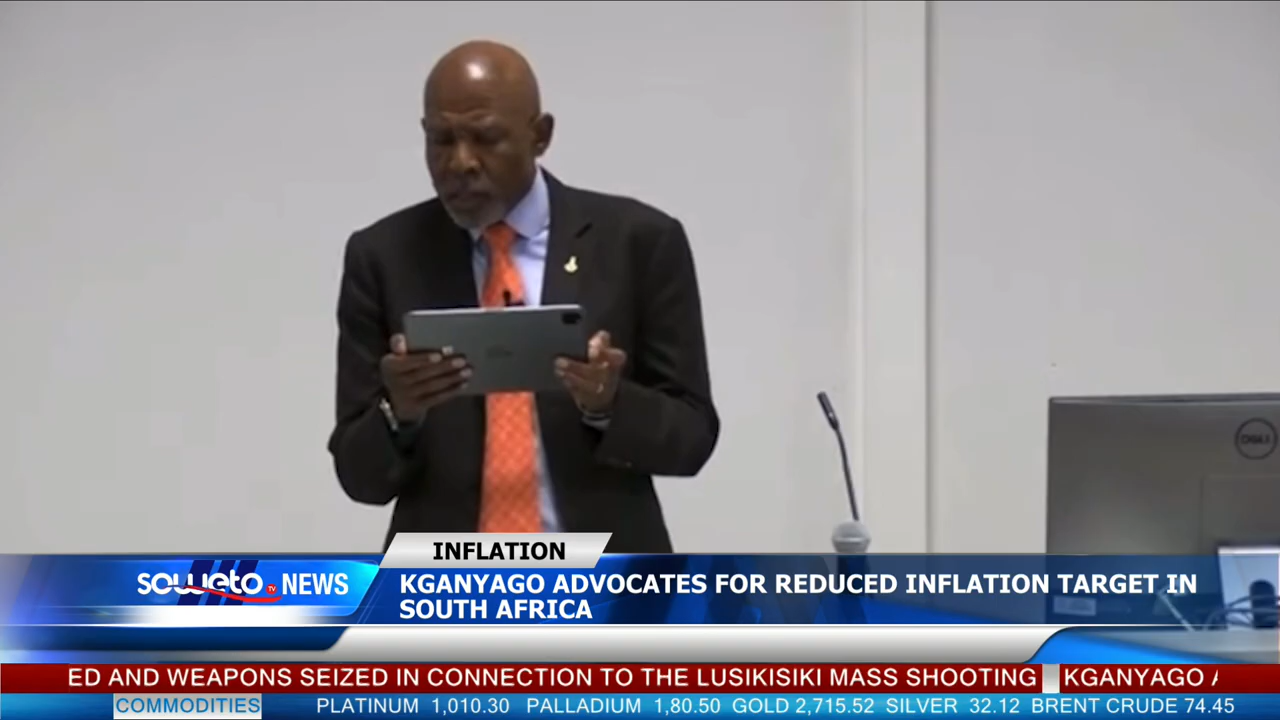 DELL
INFLATION
SOWETO TV NEWS
KGANYAGO ADVOCATES FOR REDUCED INFLATION TARGET IN
SOUTH AFRICA
ED AND WEAPONS SEIZED IN CONNECTION TO THE LUSIKISIKI MASS SHOOTING KGANYAGO A
COMMODITIES PLATINUM 1,010.30 PALLADIUM 1,80.50 GOLD 2,715.52 SILVER 32.12 BRENT CRUDE 74.45